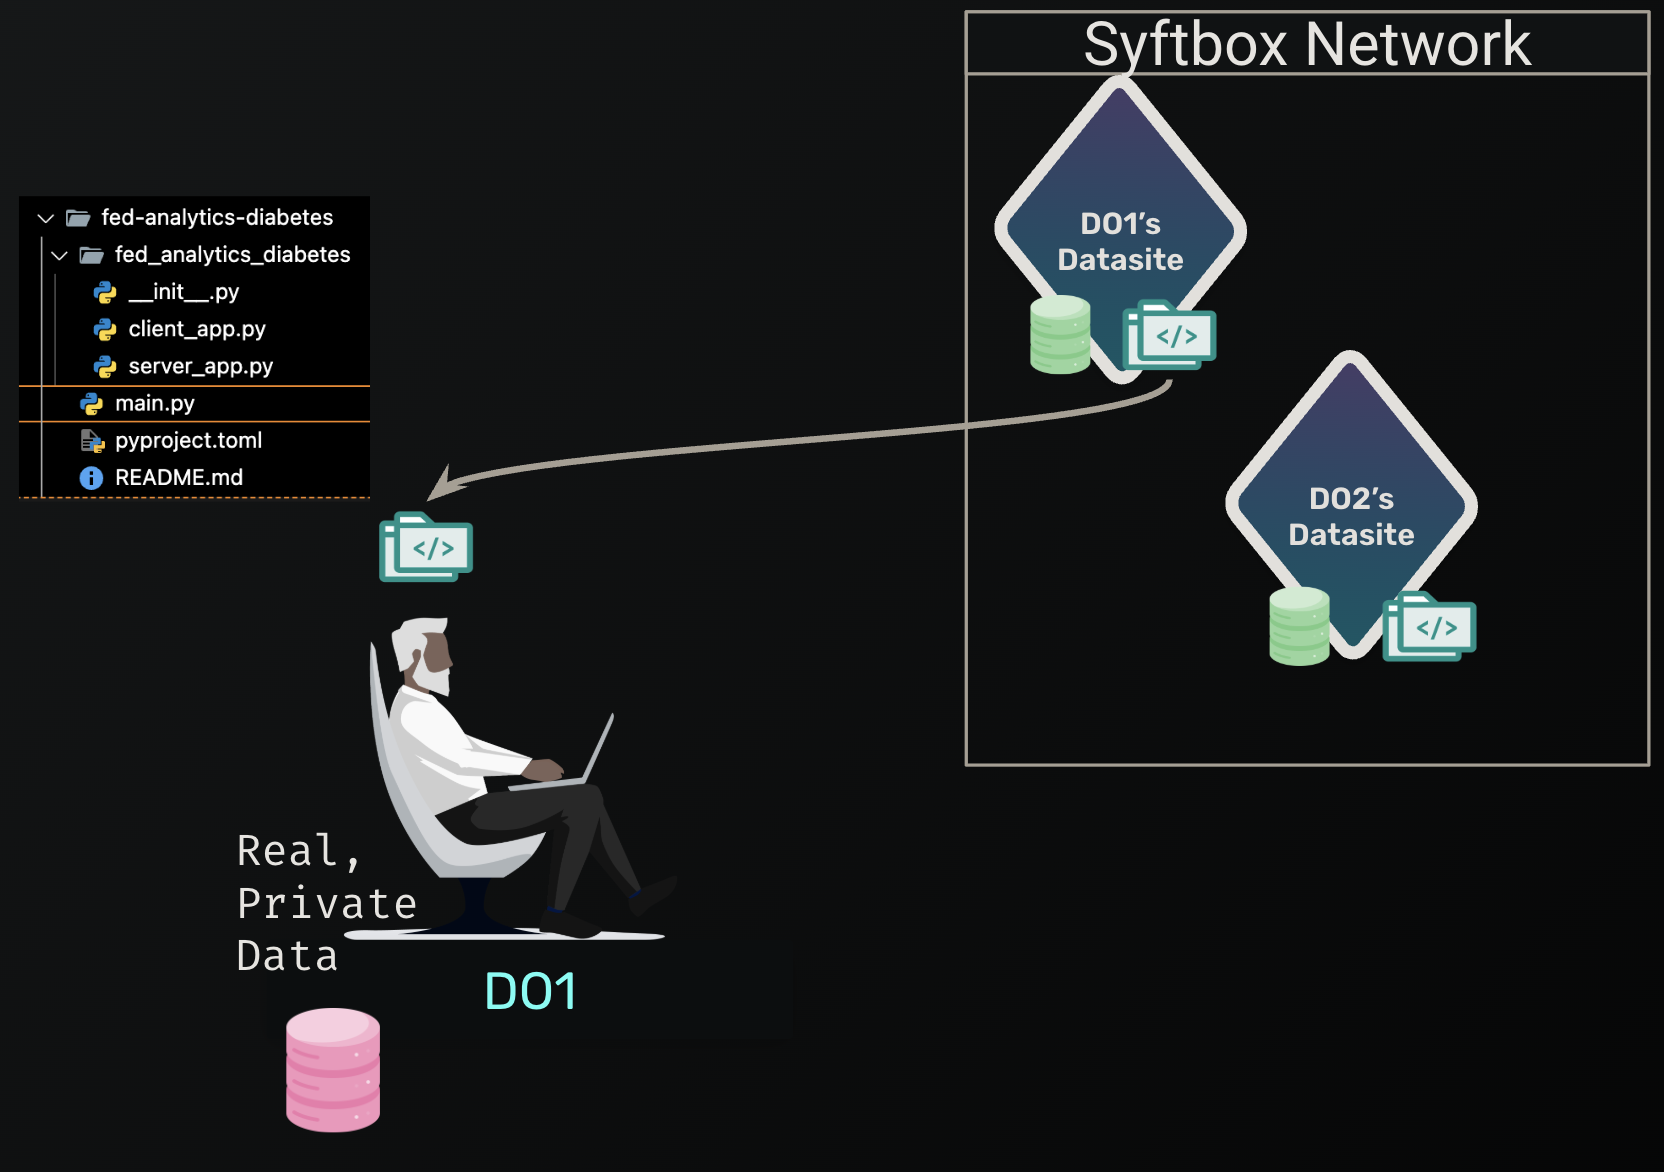 Syftbox Network
DO1's
Datasite
</>
fed-analytics-diabetes
fed_analytics_diabetes
__init__.py
client_app.py
server_app.py
main.py
pyproject.toml
README.md
DO2's
Datasite
</>
</>
Real,
Private
Data
DO1